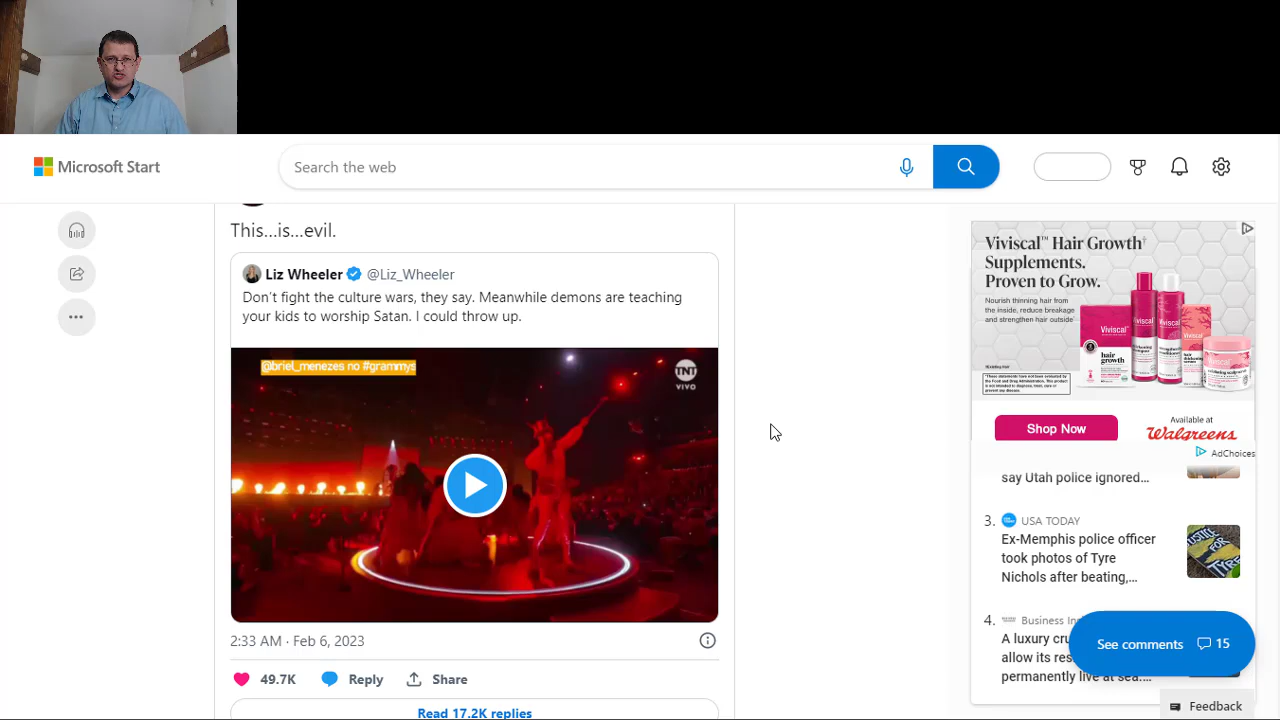 Microsoft Start
Search the web
This...is...evil.
Liz Wheeler @Liz_Wheeler
Don't fight the culture wars, they say. Meanwhile demons are teaching
your kids to worship Satan. I could throw up.
@briel_menezes no #grammys
TNT
VIVO
2:33 AM · Feb 6, 2023
49.7K Reply Share
Read 17.2K replies
Viviscal™ Hair Growth†
Supplements.
Proven to Grow.
Nourish thinning hair from
the inside, reduce breakage
and strengthen hair outside
Viviscal
hair
growth
Shop Now
Available at
Walgreens
AdChoices
say Utah police ignored...
3. USA TODAY
Ex-Memphis police officer
took photos of Tyre
Nichols after beating,...
4. Business In
A luxury cru
allow its res
permanently live at sea....
See comments 15
Feedback